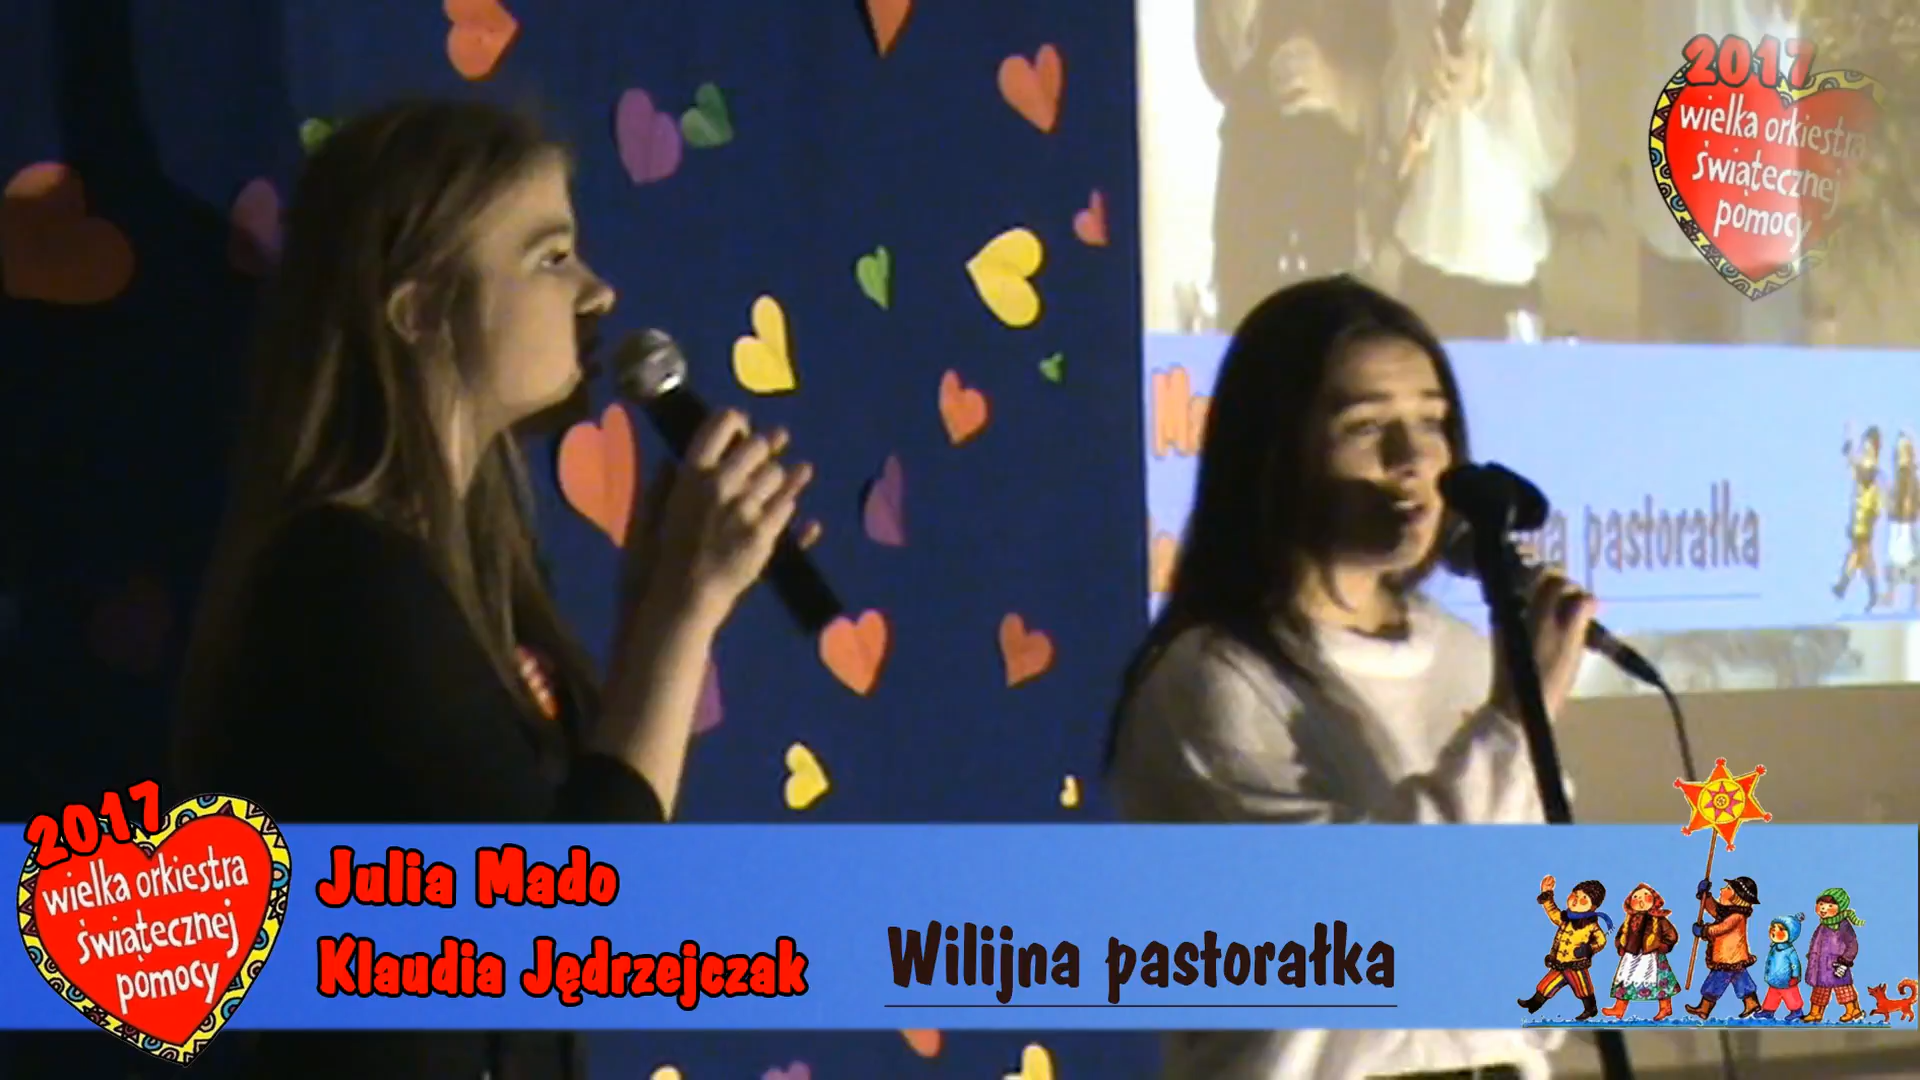 2017
wielka orkiestra
świątecznej
pomocy
pastorałka
2017
wielka orkiestra
świątecznej
pomocy
Julia Mado
Klaudia Jędrzejczak
Wilijna pastorałka